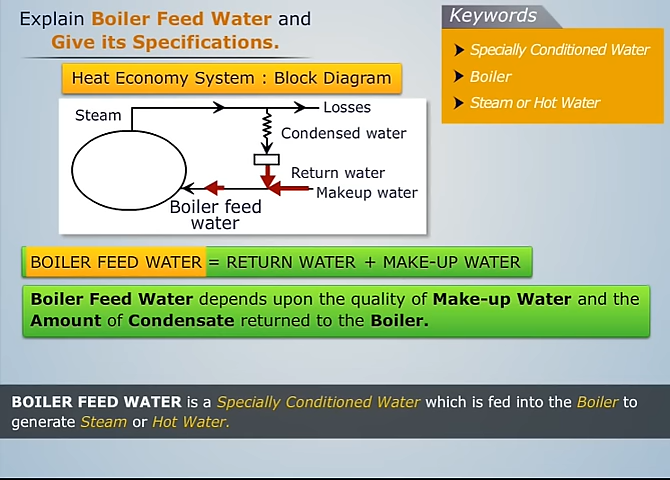 Explain Boiler Feed Water and
Give its Specifications.
Keywords
Specially Conditioned Water
Boiler
Steam or Hot Water
Heat Economy System : Block Diagram
Steam
Losses
Condensed water
Return water
Makeup water
Boiler feed
water
BOILER FEED WATER = RETURN WATER + MAKE-UP WATER
Boiler Feed Water depends upon the quality of Make-up Water and the
Amount of Condensate returned to the Boiler.
BOILER FEED WATER is a Specially Conditioned Water which is fed into the Boiler to
generate Steam or Hot Water.